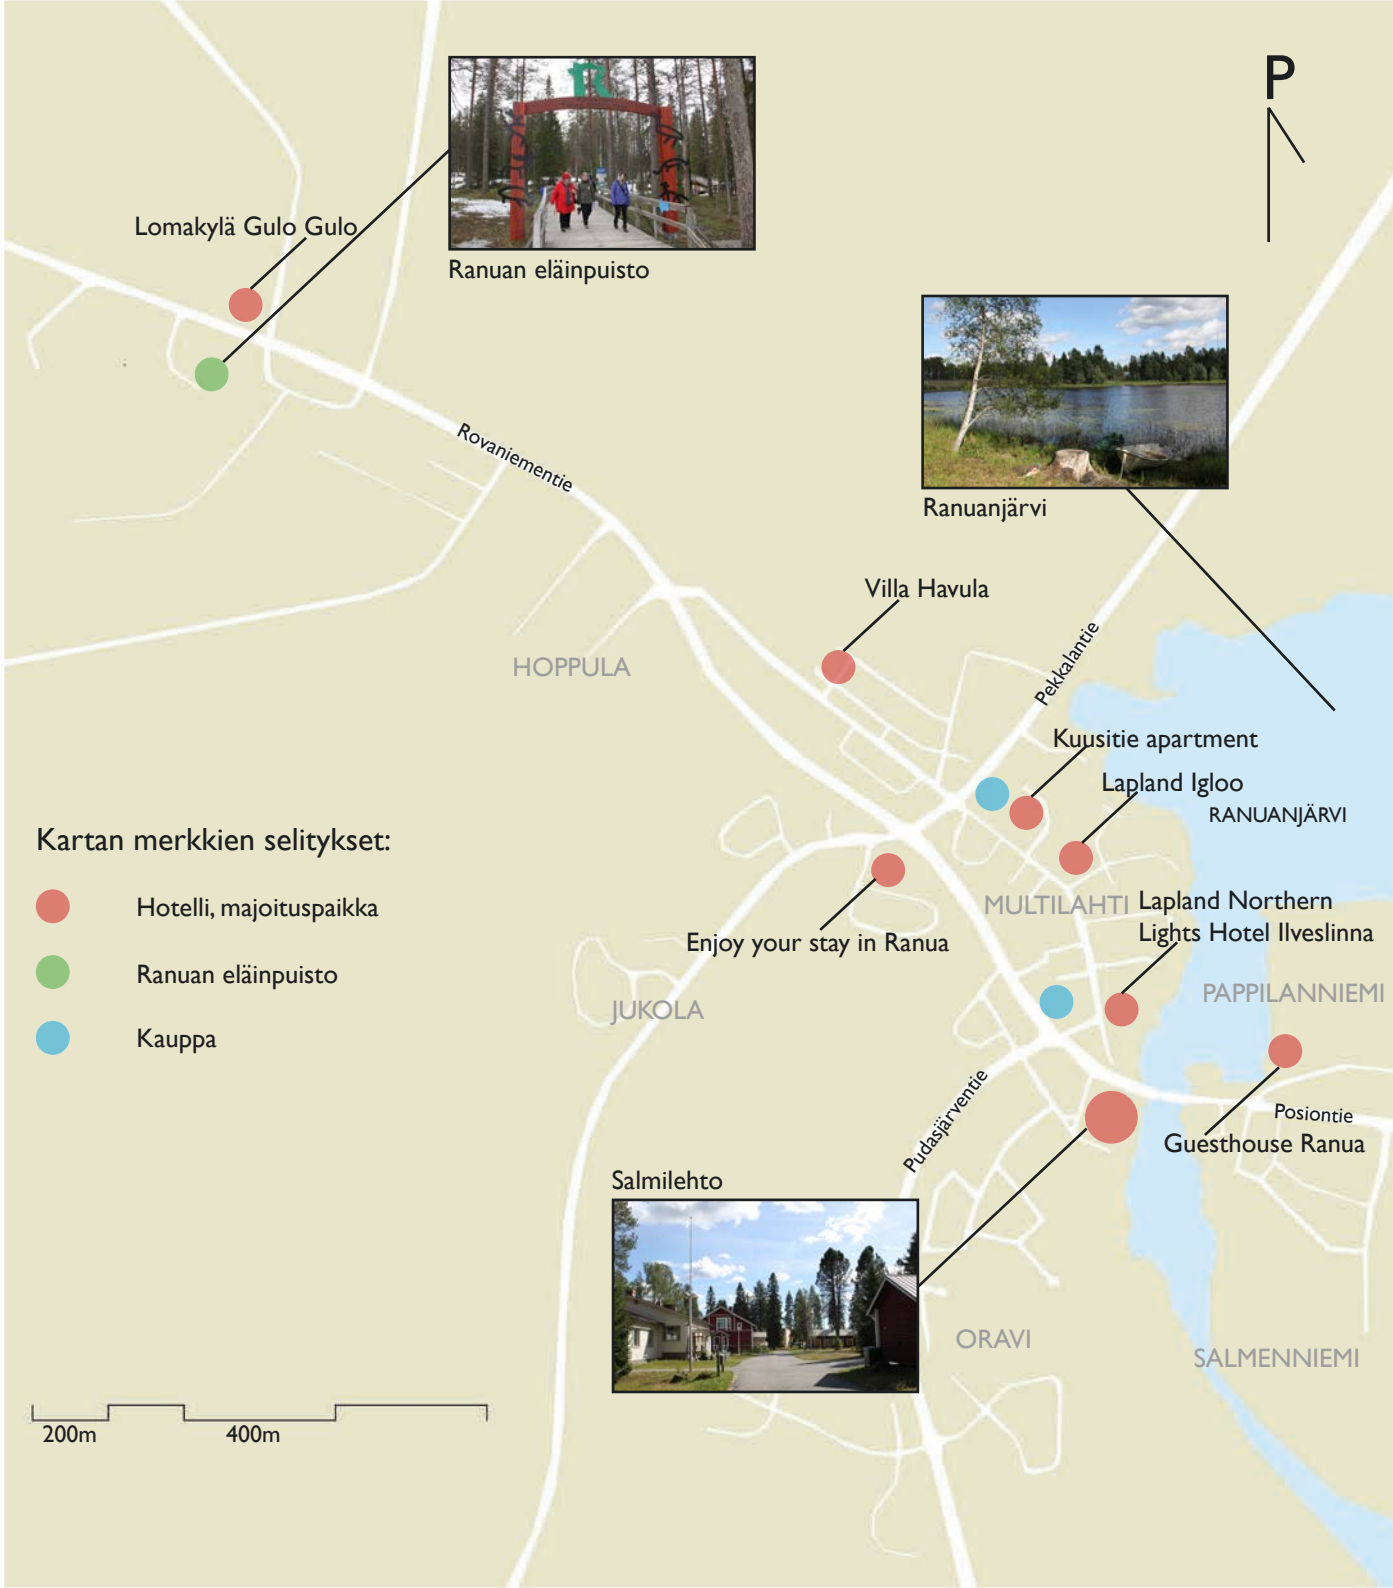 P
Lomakylä Gulo Gulo
Ranuan eläinpuisto
Rovaniementie
Ranuanjärvi
Villa Havula
Pekkalantie
HOPPULA
Kuusitie apartment
Lapland Igloo
RANUANJÄRVI
Kartan merkkien selitykset:
Hotelli, majoituspaikka
Ranuan eläinpuisto
Kauppa
MULTILAHTI
Lapland Northern
Lights Hotel Ilveslinna
Enjoy your stay in Ranua
PAPPILANNIEMI
JUKOLA
Pudasjärventie
Posiontie
Guesthouse Ranua
Salmilehto
ORAVI
SALMENNIEMI
200m
400m